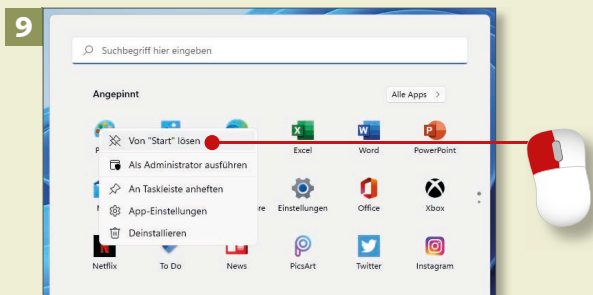 9
Suchbegriff hier eingeben
Angepinnt
Alle Apps >
Von "Start" lösen
Als Administrator ausführen
An Taskleiste anheften
App-Einstellungen
Deinstallieren
Excel
Word
PowerPoint
Einstellungen
Office
Xbox
Netflix
To Do
News
PicsArt
Twitter
Instagram